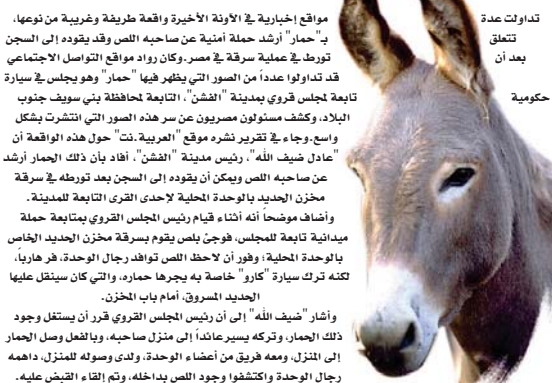 تداولت عدة مواقع إخبارية في الآونة الأخيرة واقعة طريفة وغريبة من نوعها،
تتعلق بـ"حمار" أرشد حملة أمنية عن صاحبه اللص وقد يقوده إلى السجن
بعد أن تورط في عملية سرقة في مصر.وكان رواد مواقع التواصل الاجتماعي
قد تداولوا عدداً من الصور التي يظهر فيها "حمار" وهو يجلس في سيارة
حكومية تابعة لمجلس قروي بمدينة "الفشن"، التابعة لمحافظة بني سويف جنوب
البلاد، وكشف مسئولون مصريون عن سر هذه الصور التي انتشرت بشكل
واسع.وجاء في تقرير نشره موقع "العربية.نت" حول هذه الواقعة أن
"عادل ضيف الله"، رئيس مدينة "الفشن"، أفاد بأن ذلك الحمار أرشد
عن صاحبه اللص ويمكن أن يقوده إلى السجن بعد تورطه في سرقة
مخزن الحديد بالوحدة المحلية لإحدى القرى التابعة للمدينة.
وأضاف موضحاً أنه أثناء قيام رئيس المجلس القروي بمتابعة حملة
ميدانية تابعة للمجلس، فوجئ بلص يقوم بسرقة مخزن الحديد الخاص
بالوحدة المحلية؛ وفور أن لاحظ اللص توافد رجال الوحدة، فر هارباً،
لكنه ترك سيارة "كارو" خاصة به يجرها حماره، والتي كان سينقل عليها
الحديد المسروق، أمام باب المخزن.
وأشار "ضيف الله" إلى أن رئيس المجلس القروي قرر أن يستغل وجود
ذلك الحمار، وتركه يسير عائداً إلى منزل صاحبه، وبالفعل وصل الحمار
إلى المنزل، ومعه فريق من أعضاء الوحدة، ولدى وصوله للمنزل، داهمه
رجال الوحدة واكتشفوا وجود اللص بداخله، وتم إلقاء القبض عليه.